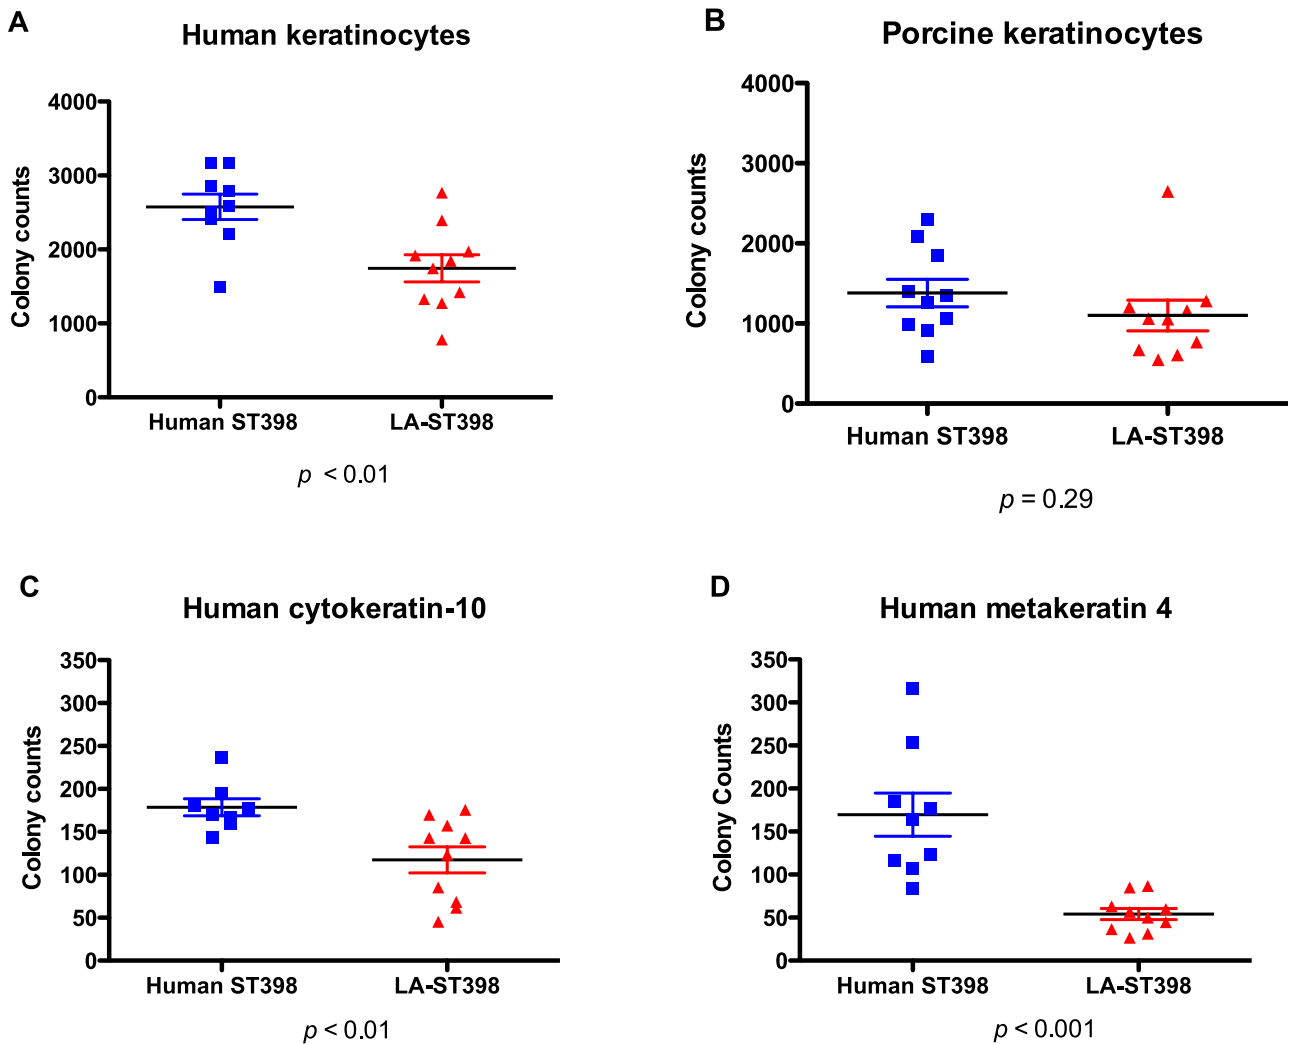 A
Human keratinocytes
4000
3000
2000
1000
0
Colony counts
Human ST398
LA-ST398
p < 0.01
B
Porcine keratinocytes
4000
3000
2000
1000
0
Colony counts
Human ST398
LA-ST398
p = 0.29
C
Human cytokeratin-10
350
300
250
200
150
100
50
0
Colony counts
Human ST398
LA-ST398
p < 0.01
D
Human metakeratin 4
350
300
250
200
150
100
50
0
Colony Counts
Human ST398
LA-ST398
p < 0.001